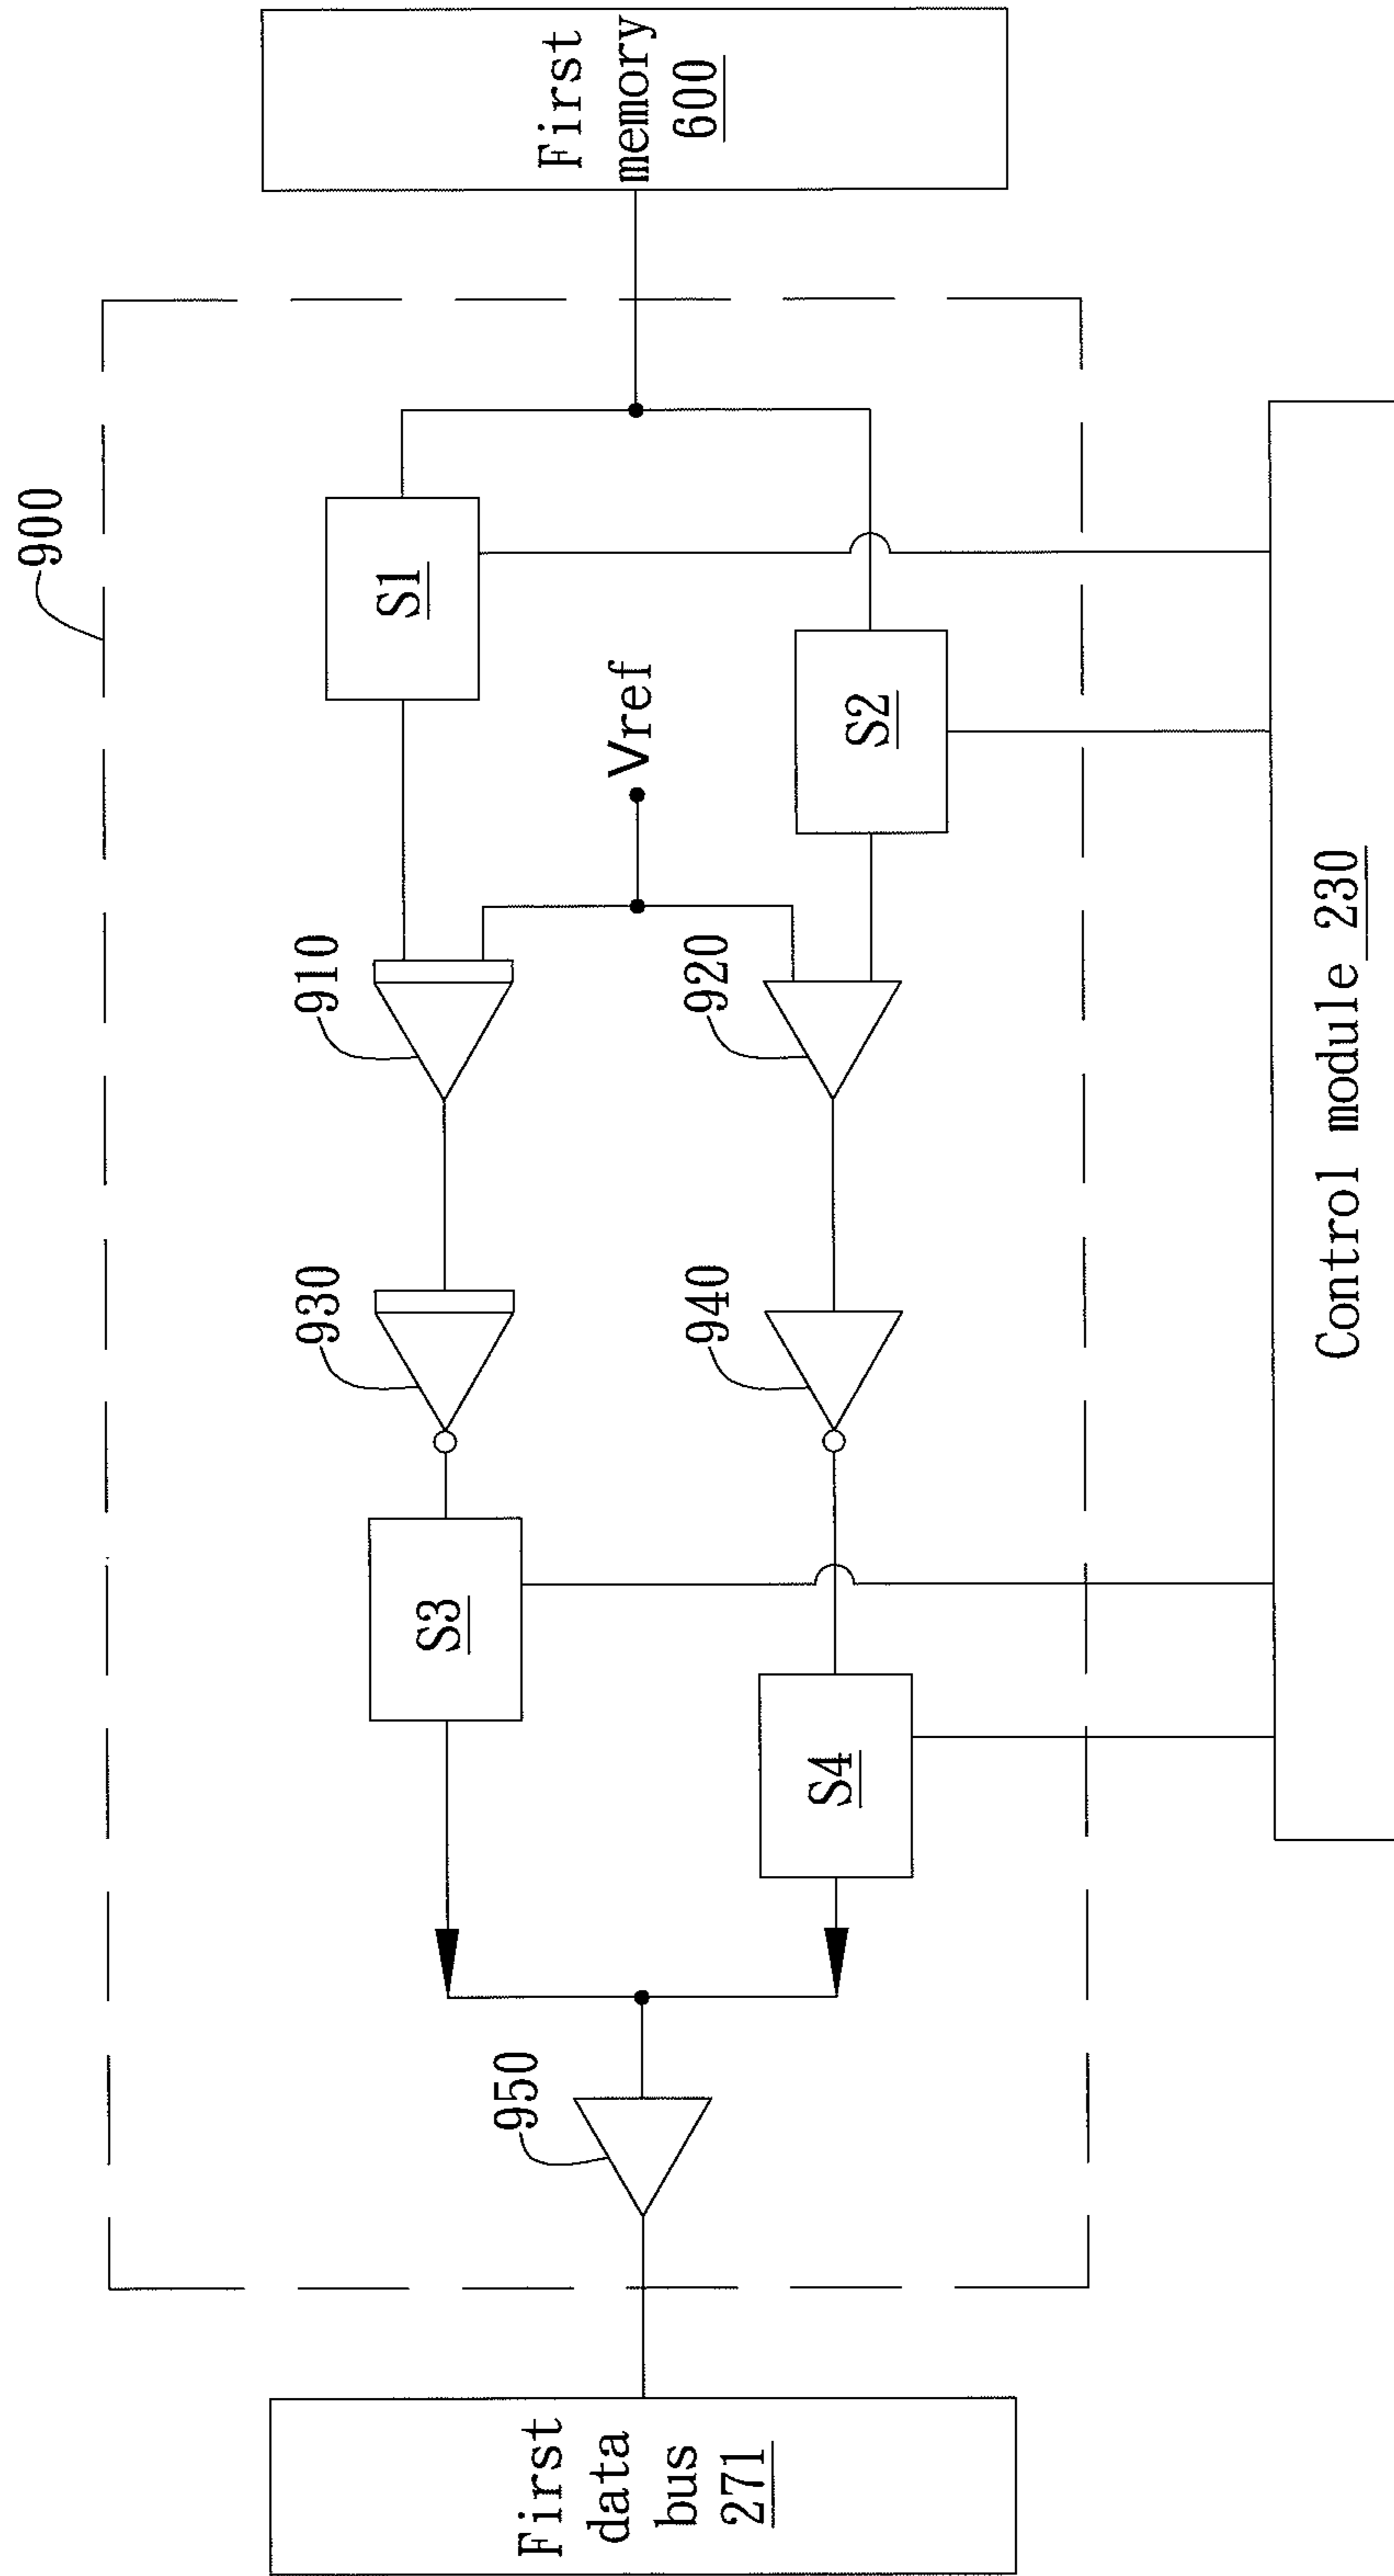 900
First
memory
600
S1
Vref
S2
910
920
930
940
S3
S4
950
First
data
bus
271
Control module 230